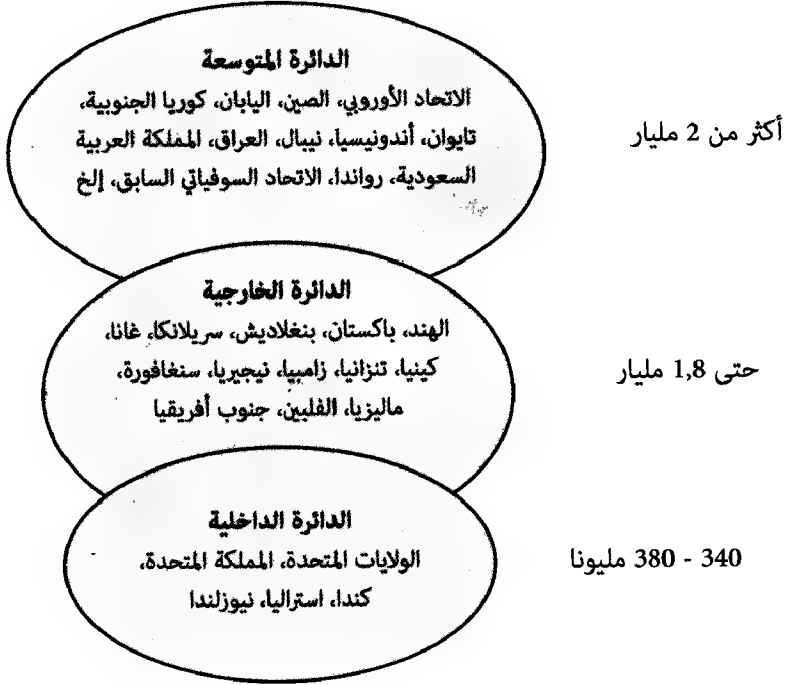 الدائرة المتوسعة
الاتحاد الأوروبي، الصين، اليابان، كوريا الجنوبية،
تايوان، أندونيسيا، نيبال، العراق، المملكة العربية
السعودية، رواندا، الاتحاد السوفياتي السابق، إلخ
أكثر من 2 مليار
الدائرة الخارجية
الهند، باكستان، بنغلاديش، سريلانكا، غانا،
كينيا، تنزانيا، زامبيا، نيجيريا، سنغافورة،
ماليزيا، الفلبين، جنوب أفريقيا
حتى 1,8 مليار
الدائرة الداخلية
الولايات المتحدة، المملكة المتحدة،
كندا، استراليا، نيوزلندا
340 - 380 مليونا